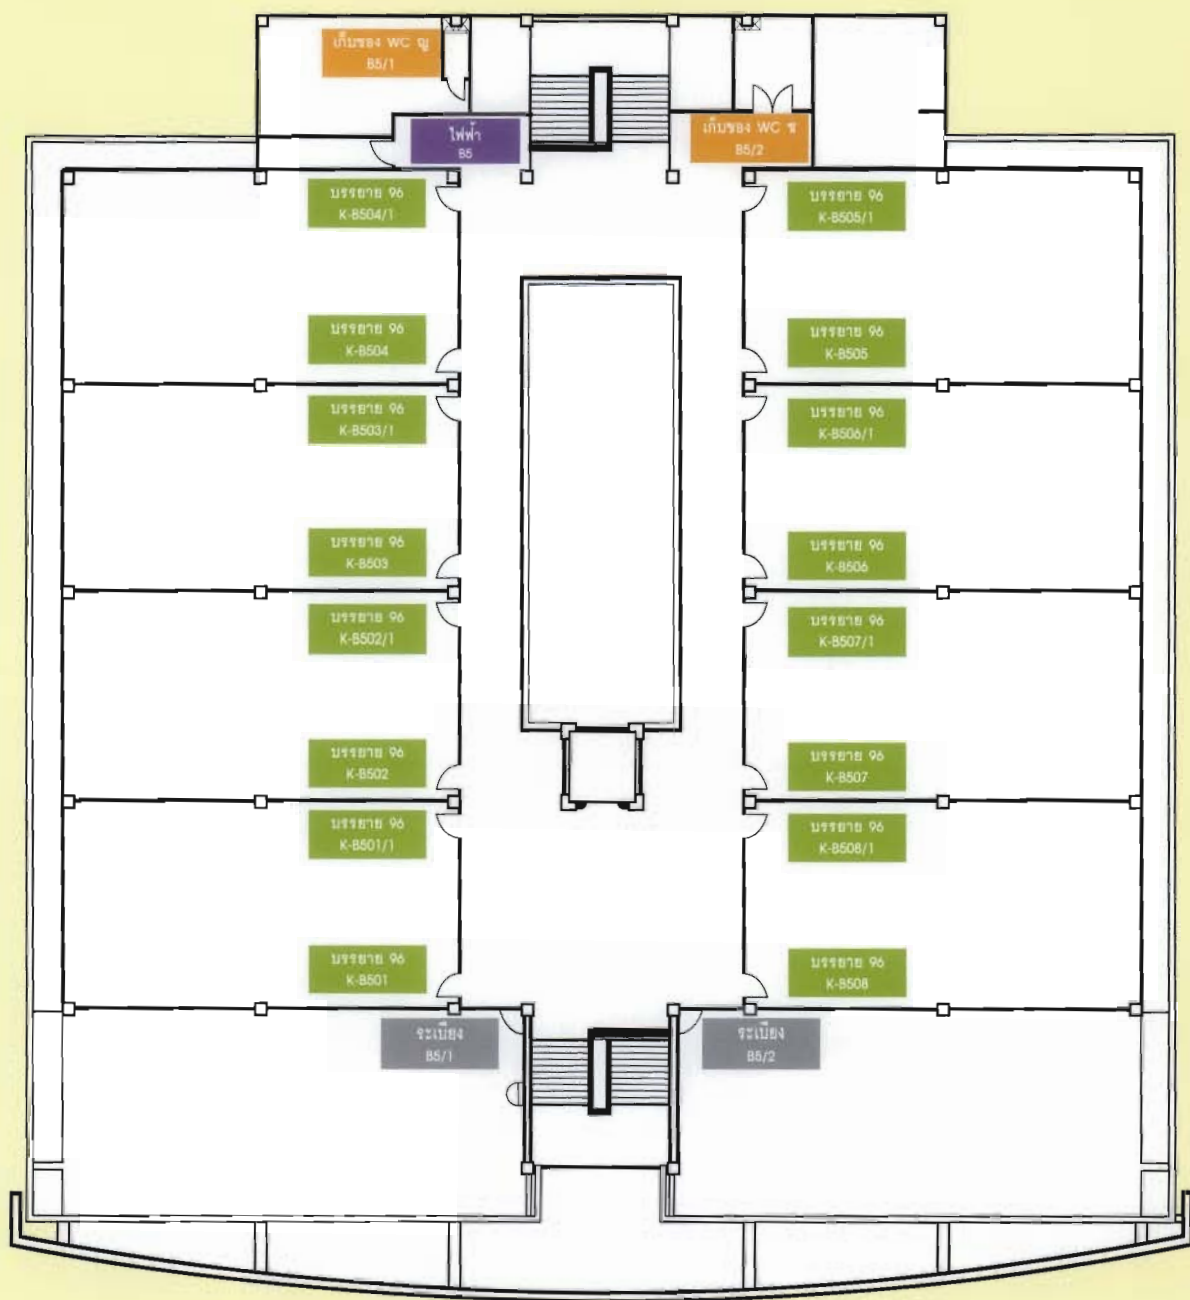 เก็บของ WC ญ
B5/1
ไฟฟ้า
B5
เก็บของ WC ช
B5/2
บรรยาย 96
K-B504/1
บรรยาย 96
K-B505/1
บรรยาย 96
K-B504
บรรยาย 96
K-B505
บรรยาย 96
K-B503/1
บรรยาย 96
K-B506/1
บรรยาย 96
K-B503
บรรยาย 96
K-B506
บรรยาย 96
K-B502/1
บรรยาย 96
K-B507/1
บรรยาย 96
K-B502
บรรยาย 96
K-B507
บรรยาย 96
K-B501/1
บรรยาย 96
K-B508/1
บรรยาย 96
K-B501
บรรยาย 96
K-B508
ระเบียง
B5/1
ระเบียง
B5/2